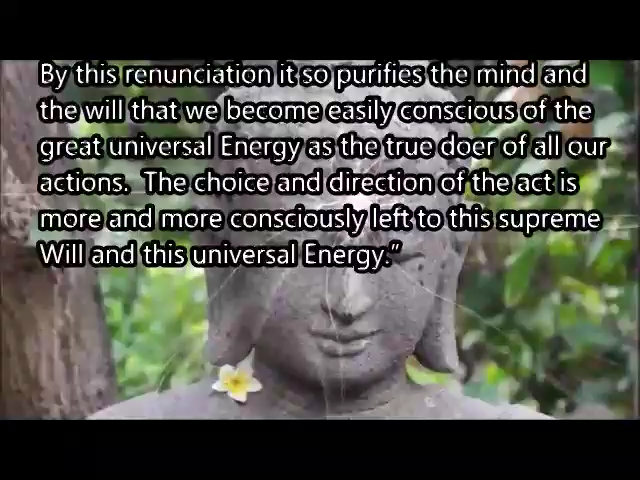 By this renunciation it so purifies the mind and
the will that we become easily conscious of the
great universal Energy as the true doer of all our
actions.  The choice and direction of the act is
more and more consciously left to this supreme
Will and this universal Energy.”